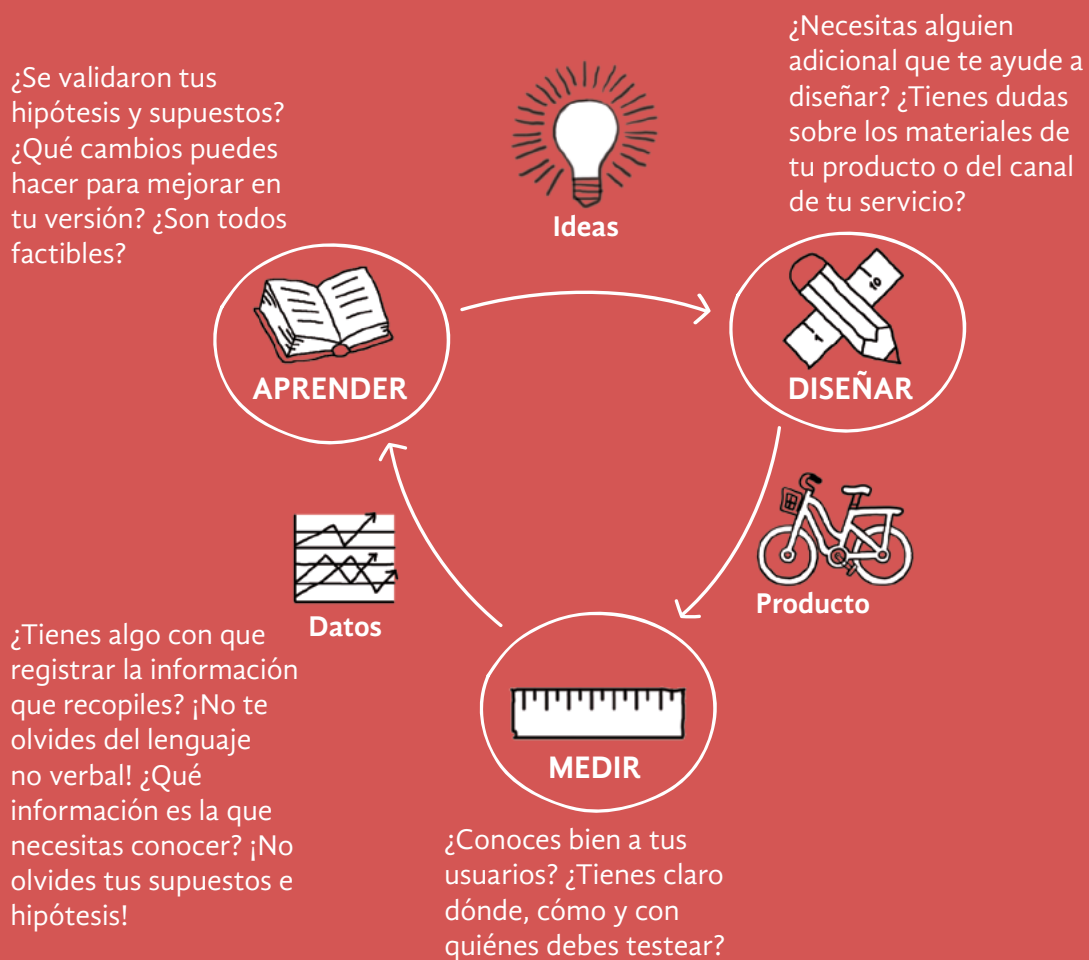 ¿Se validaron tus
hipótesis y supuestos?
¿Qué cambios puedes
hacer para mejorar en
tu versión? ¿Son todos
factibles?
Ideas
¿Necesitas alguien
adicional que te ayude a
diseñar? ¿Tienes dudas
sobre los materiales de
tu producto o del canal
de tu servicio?
APRENDER
DISEÑAR
10
1
Producto
Datos
MEDIR
¿Tienes algo con que
registrar la información
que recopiles? ¡No te
olvides del lenguaje
no verbal! ¿Qué
información es la que
necesitas conocer? ¡No
olvides tus supuestos e
hipótesis!
¿Conoces bien a tus
usuarios? ¿Tienes claro
dónde, cómo y con
quiénes debes testear?